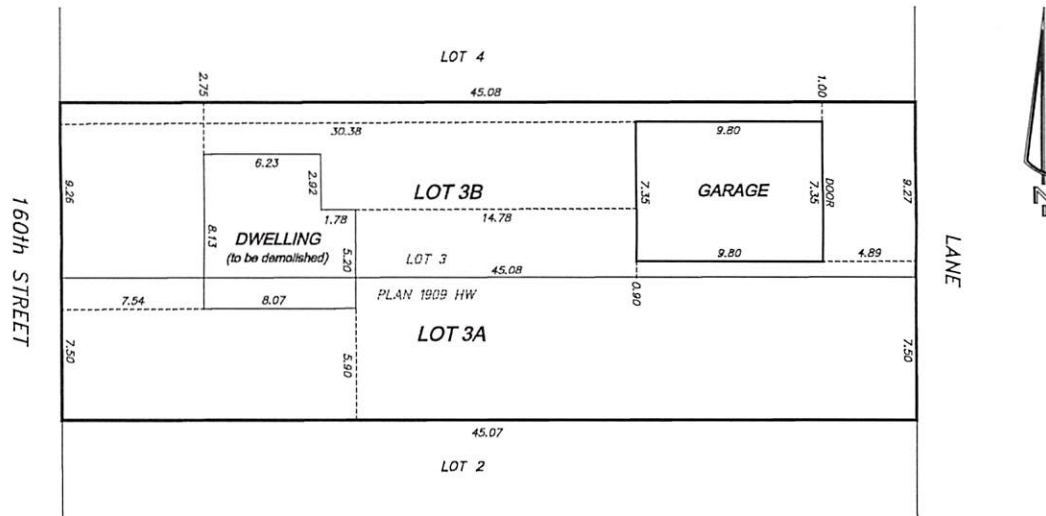 LOT 4
2.75
45.08
1.00
30.38
9.80
6.23
2.92
9.26
LOT 3B
7.35
GARAGE
7.35
DOOR
9.27
N
160th STREET
8.13
1.78
14.78
DWELLING
(to be demolished)
5.20
LOT 3
9.80
4.89
LANE
45.08
7.54
8.07
PLAN 1909 HW
0.90
LOT 3A
7.50
5.90
7.50
45.07
LOT 2